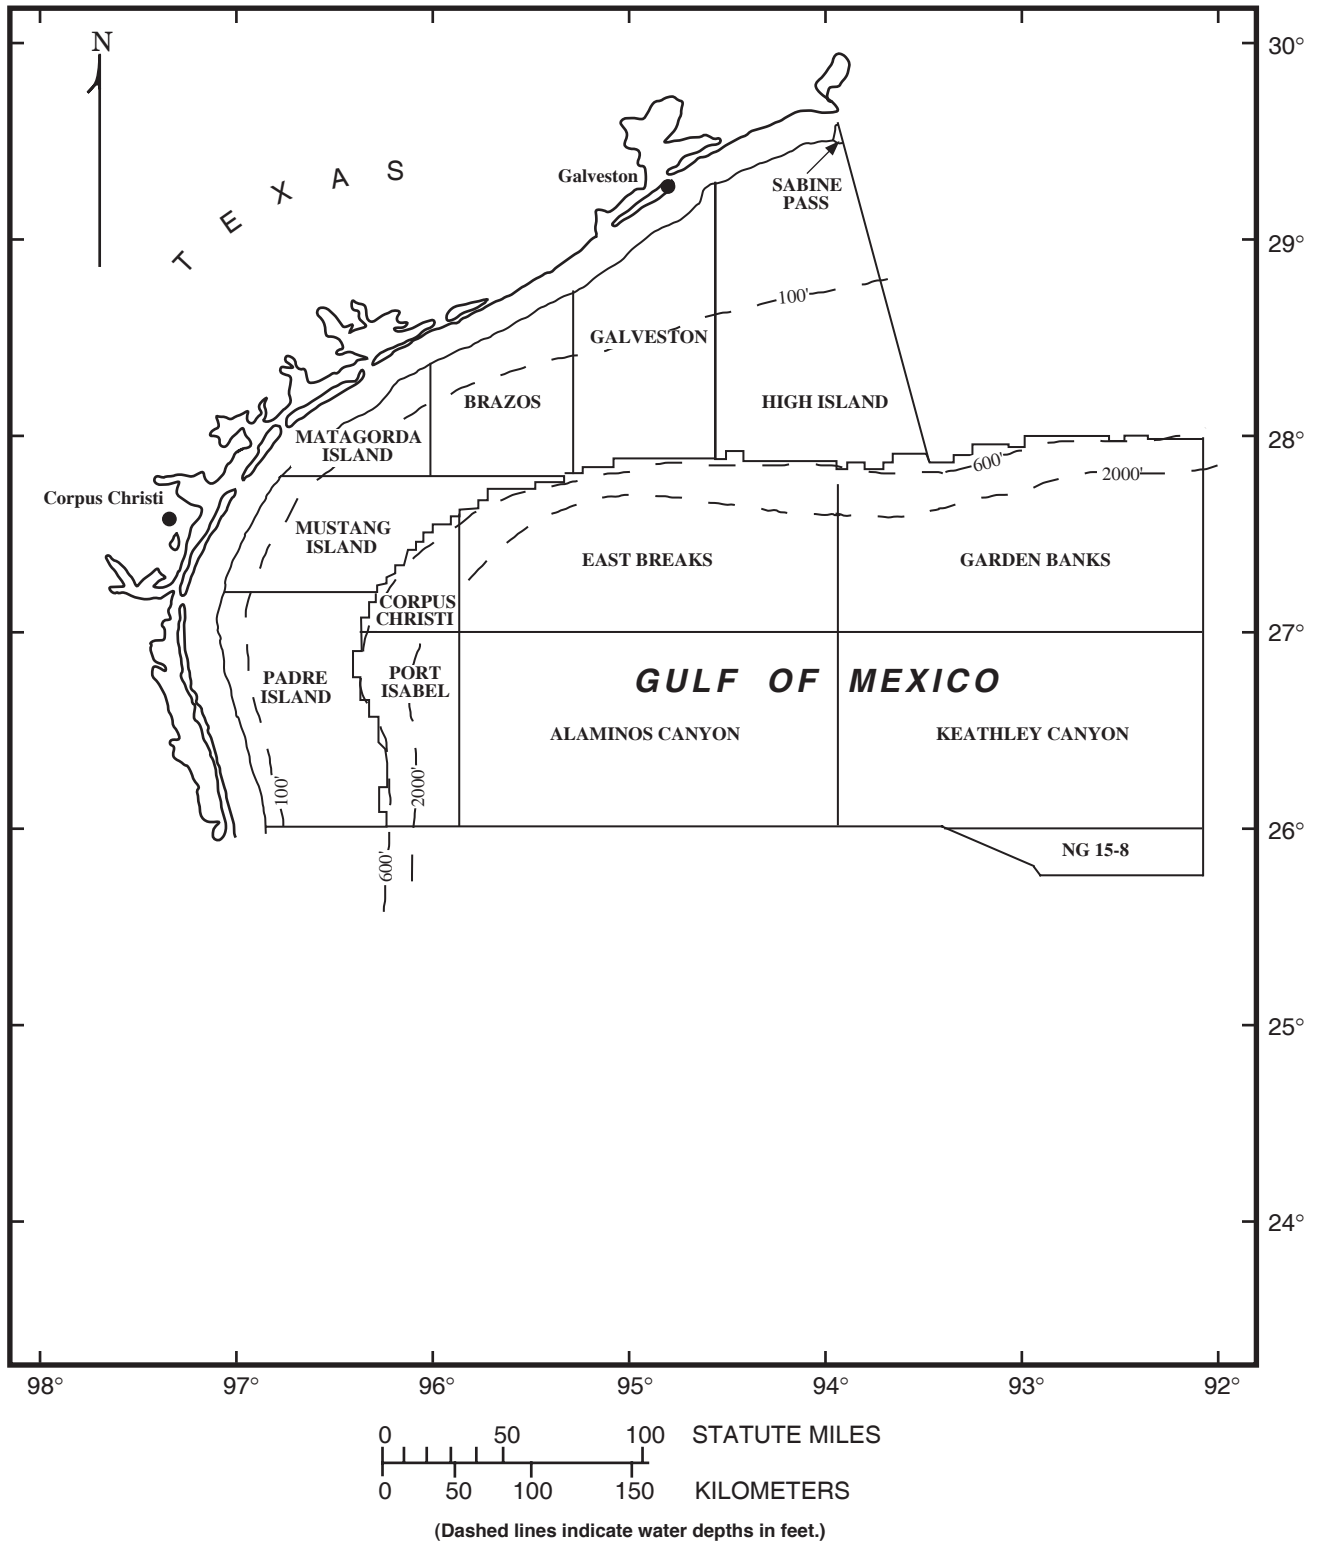 N
30°
T E X A S
Galveston
SABINE
PASS
29°
100'
GALVESTON
BRAZOS
HIGH ISLAND
MATAGORDA
ISLAND
28°
600'
2000'
Corpus Christi
MUSTANG
ISLAND
EAST BREAKS
GARDEN BANKS
CORPUS
CHRISTI
27°
PADRE
ISLAND
PORT
ISABEL
GULF OF MEXICO
ALAMINOS CANYON
KEATHLEY CANYON
100'
2000'
26°
NG 15-8
600'
25°
24°
98° 97° 96° 95° 94° 93° 92°
0 50 100 STATUTE MILES
0 50 100 150 KILOMETERS
(Dashed lines indicate water depths in feet.)